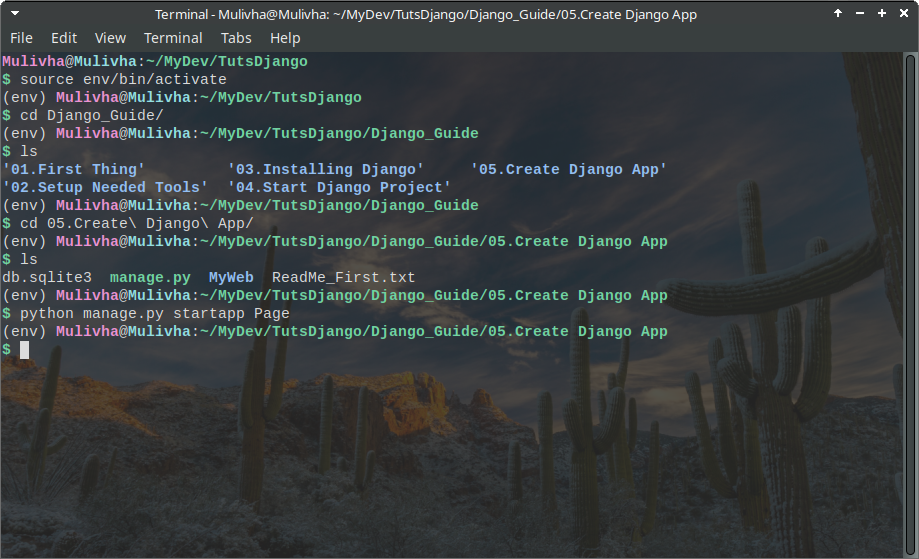 Terminal - Mulivha@Mulivha: ~/MyDev/TutsDjango/Django_Guide/05.Create Django App
File Edit View Terminal Tabs Help
Mulivha@Mulivha:~/MyDev/TutsDjango
$ source env/bin/activate
(env) Mulivha@Mulivha:~/MyDev/TutsDjango
$ cd Django_Guide/
(env) Mulivha@Mulivha:~/MyDev/TutsDjango/Django_Guide
$ ls
'01.First Thing' '03.Installing Django' '05.Create Django App'
'02.Setup Needed Tools' '04.Start Django Project'
(env) Mulivha@Mulivha:~/MyDev/TutsDjango/Django_Guide
$ cd 05.Create\ Django\ App/
(env) Mulivha@Mulivha:~/MyDev/TutsDjango/Django_Guide/05.Create Django App
$ ls
db.sqlite3 manage.py MyWeb ReadMe_First.txt
(env) Mulivha@Mulivha:~/MyDev/TutsDjango/Django_Guide/05.Create Django App
$ python manage.py startapp Page
(env) Mulivha@Mulivha:~/MyDev/TutsDjango/Django_Guide/05.Create Django App
$